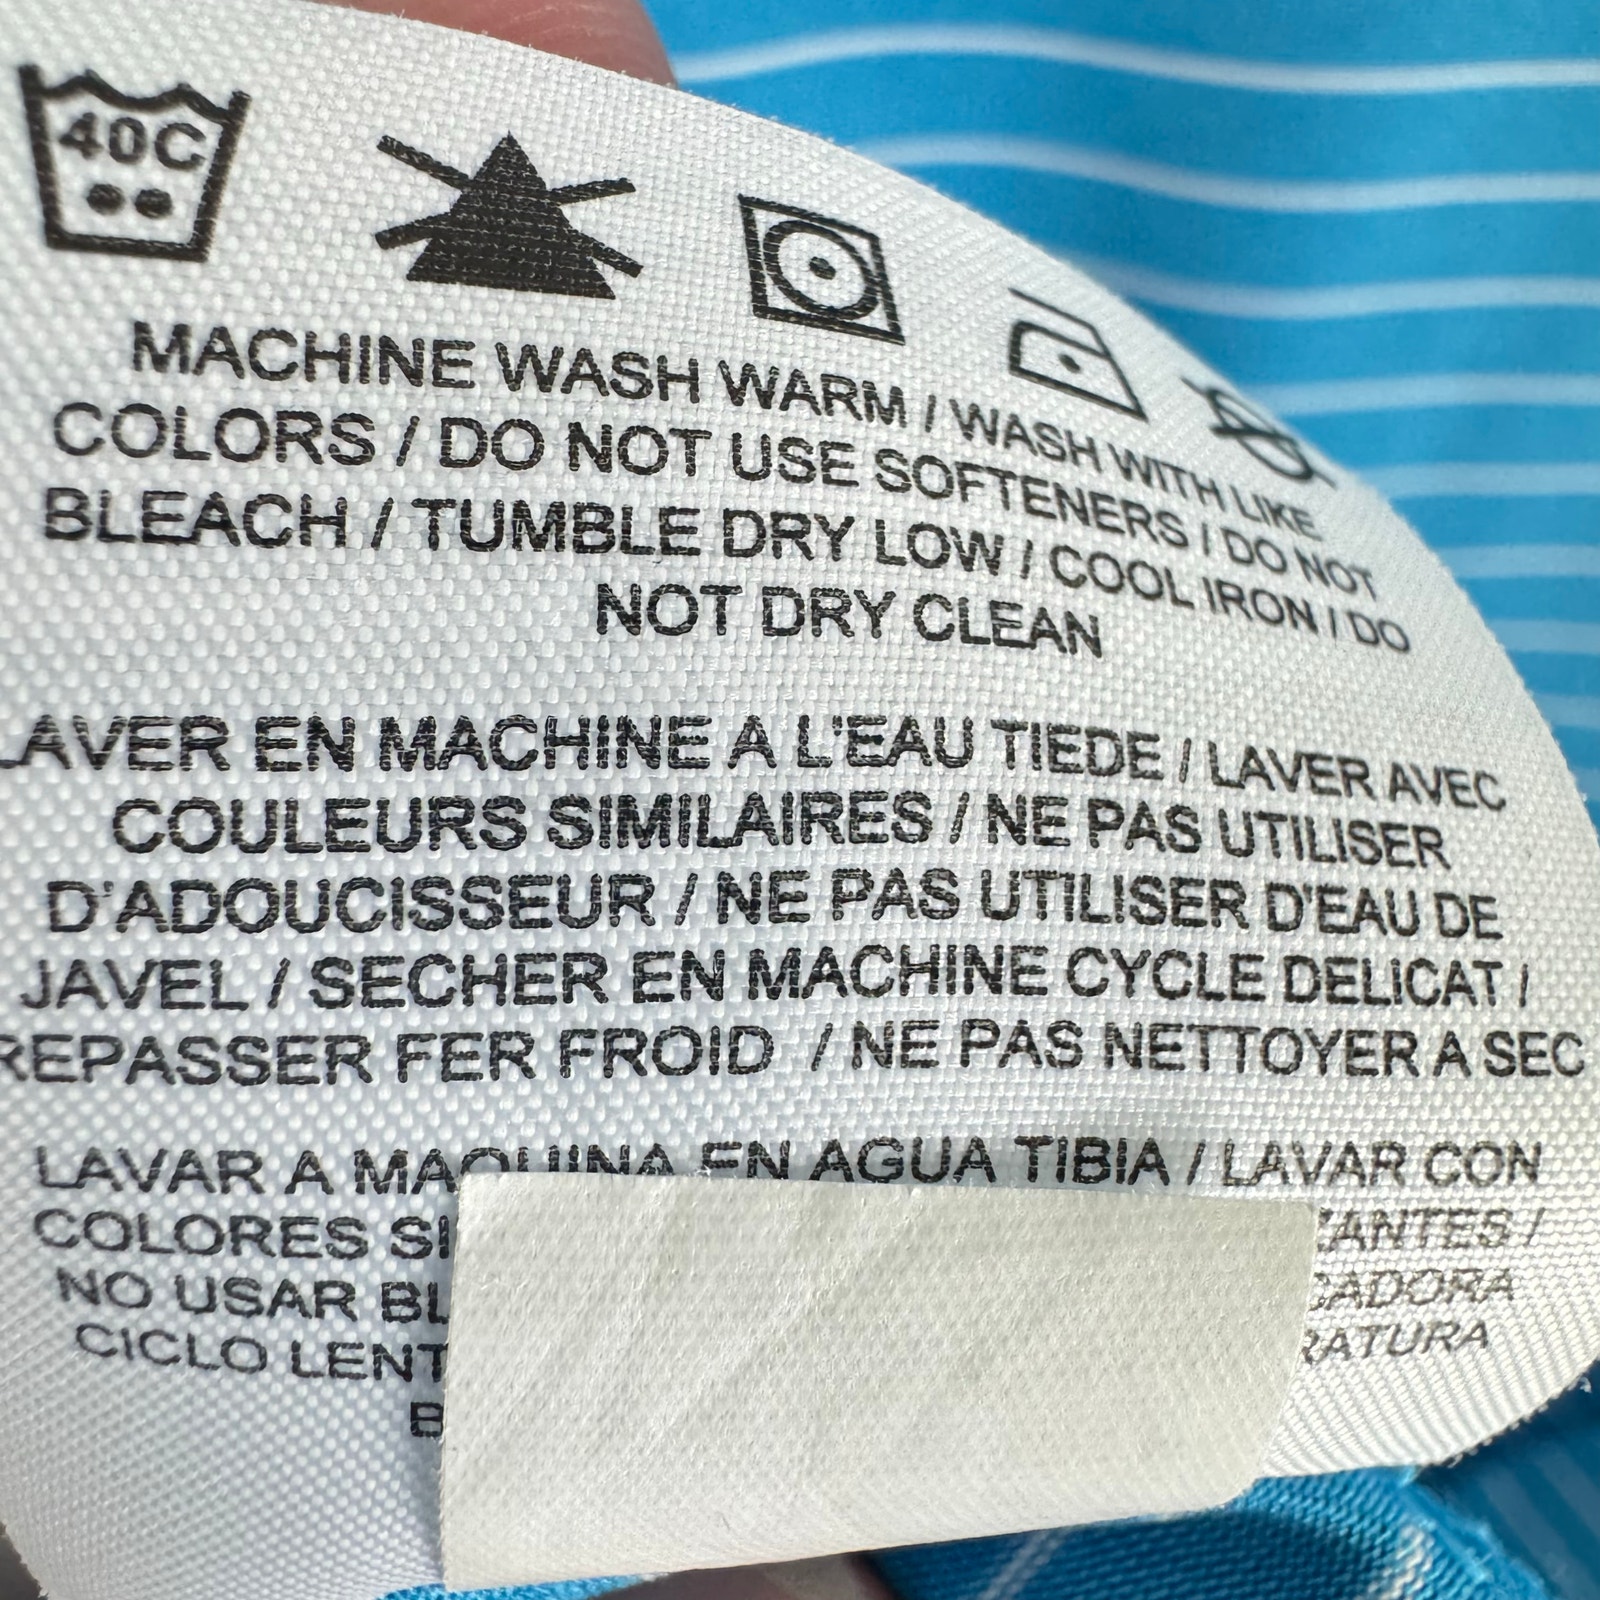 40C
MACHINE WASH WARM / WASH WITH LIKE
COLORS / DO NOT USE SOFTENERS / DO NOT
BLEACH / TUMBLE DRY LOW / COOL IRON / DO
NOT DRY CLEAN
LAVER EN MACHINE A L'EAU TIEDE / LAVER AVEC
COULEURS SIMILAIRES / NE PAS UTILISER
D'ADOUCISSEUR / NE PAS UTILISER D'EAU DE
JAVEL / SECHER EN MACHINE CYCLE DELICAT /
REPASSER FER FROID / NE PAS NETTOYER A SEC
LAVAR A MAQUINA EN AGUA TIBIA / LAVAR CON
COLORES /
NO USAR
CICLO